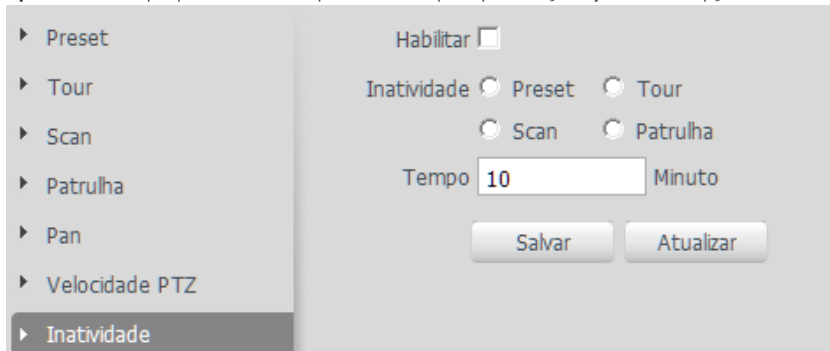 Preset
Tour
Scan
Patrulha
Pan
Velocidade PTZ
Inatividade
Habilitar
Inatividade Preset Tour
Scan Patrulha
Tempo 10 Minuto
Salvar Atualizar